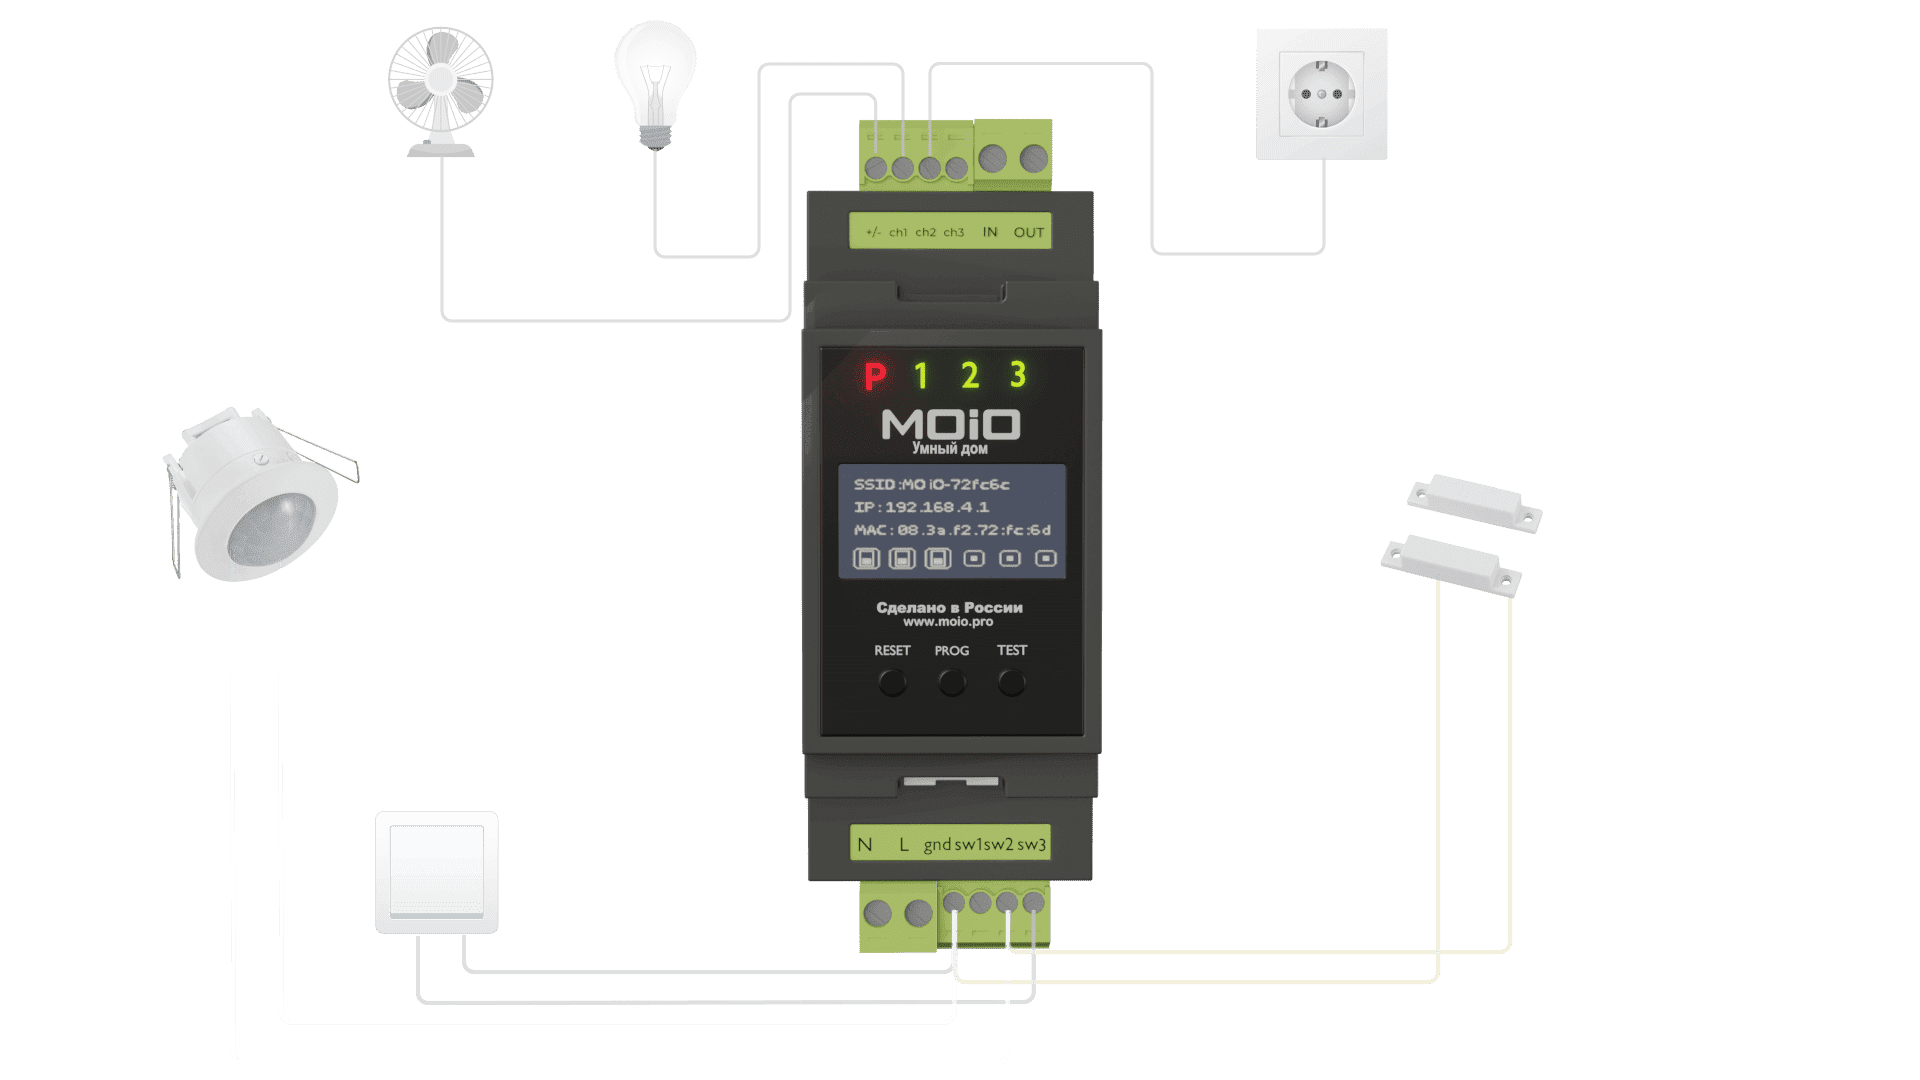 +/- ch1 ch2 ch3 IN OUT
P 1 2 3
MOiO
Умный дом
SSID:MOiO-72fc6c
IP:192.168.4.1
MAC:08.3a.f2.72:fc:6d
Сделано в России
www.moio.pro
RESET PROG TEST
N L gnd sw1 sw2 sw3